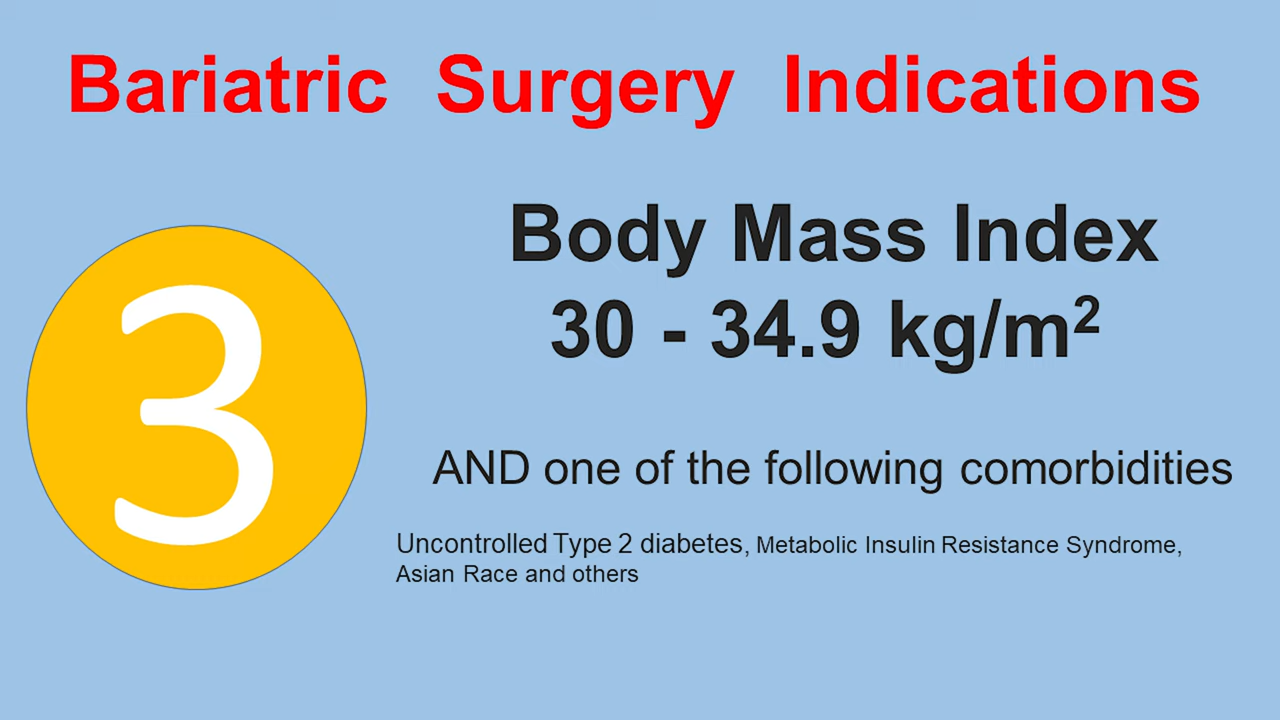 Bariatric Surgery Indications
3
Body Mass Index
30 - 34.9 kg/m²
AND one of the following comorbidities
Uncontrolled Type 2 diabetes, Metabolic Insulin Resistance Syndrome,
Asian Race and others